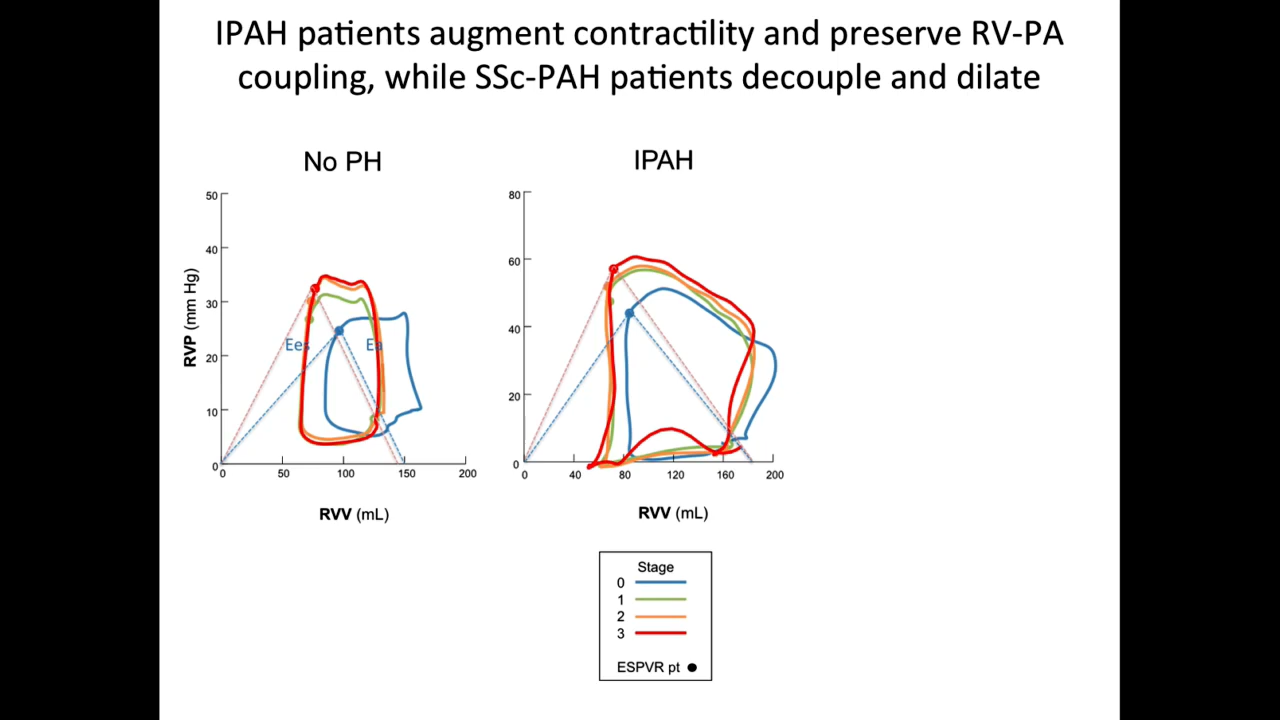 IPAH patients augment contractility and preserve RV-PA
coupling, while SSc-PAH patients decouple and dilate
No PH
IPAH
50
40
30
20
10
0
RVP (mm Hg)
Ees
Ea
0 50 100 150 200
RVV (mL)
80
60
40
20
0
0 40 80 120 160 200
RVV (mL)
Stage
0
1
2
3
ESPVR pt